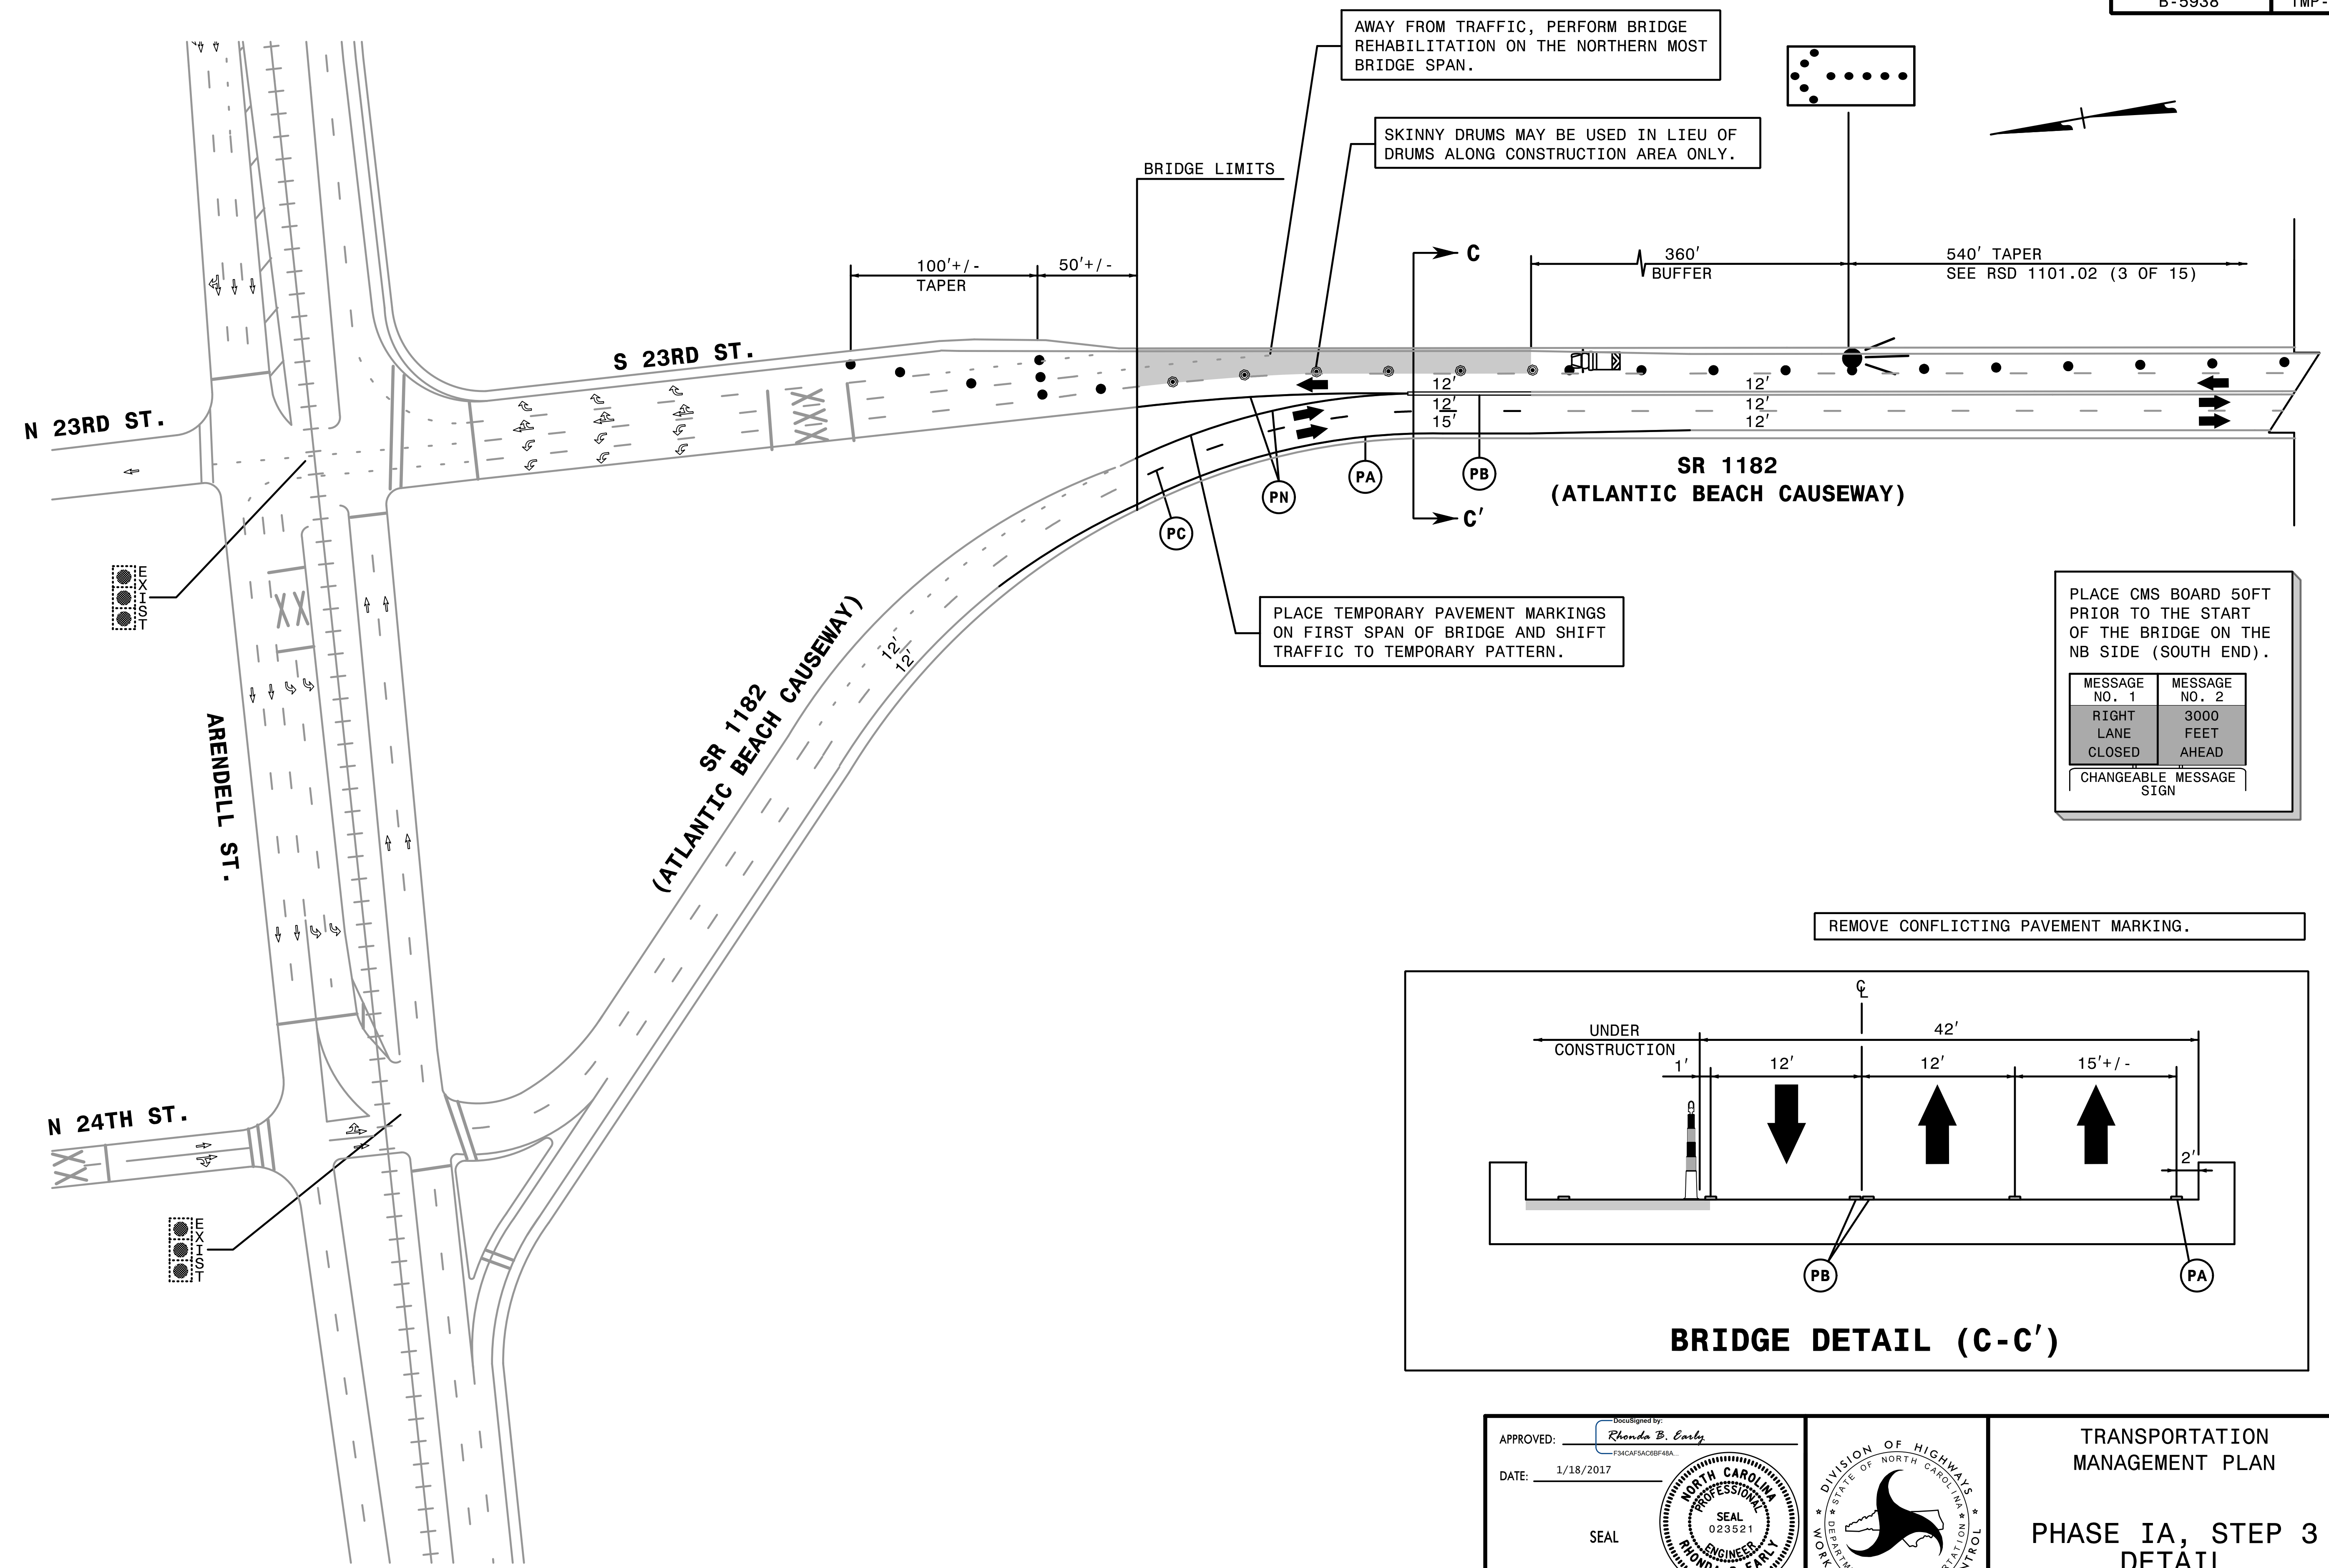 B-5938
TMP-
AWAY FROM TRAFFIC, PERFORM BRIDGE
REHABILITATION ON THE NORTHERN MOST
BRIDGE SPAN.
SKINNY DRUMS MAY BE USED IN LIEU OF
DRUMS ALONG CONSTRUCTION AREA ONLY.
BRIDGE LIMITS
100'+/-
TAPER
50'+/-
C
360'
BUFFER
540' TAPER
SEE RSD 1101.02 (3 OF 15)
S 23RD ST.
N 23RD ST.
12'
12'
15'
12'
12'
12'
SR 1182
(ATLANTIC BEACH CAUSEWAY)
PC
PN
PA
PB
C'
EXIST
PLACE TEMPORARY PAVEMENT MARKINGS
ON FIRST SPAN OF BRIDGE AND SHIFT
TRAFFIC TO TEMPORARY PATTERN.
12'
12'
SR 1182
(ATLANTIC BEACH CAUSEWAY)
ARENDELL ST.
PLACE CMS BOARD 50FT
PRIOR TO THE START
OF THE BRIDGE ON THE
NB SIDE (SOUTH END).
MESSAGE NO. 1
MESSAGE NO. 2
RIGHT
3000
LANE
FEET
CLOSED
AHEAD
CHANGEABLE MESSAGE
SIGN
REMOVE CONFLICTING PAVEMENT MARKING.
N 24TH ST.
EXIST
CL
UNDER
CONSTRUCTION
42'
1'
12'
12'
15'+/-
2'
PB
PA
BRIDGE DETAIL (C-C')
DocuSigned by:
APPROVED: Rhonda B. Early
F34CAF5AC6BF48A...
DATE: 1/18/2017
SEAL
NORTH CAROLINA
PROFESSIONAL
SEAL
023521
ENGINEER
RHONDA B. EARLY
DIVISION OF HIGHWAYS
STATE OF NORTH CAROLINA
TRANSPORTATION
MANAGEMENT PLAN
PHASE IA, STEP 3
DETAIL